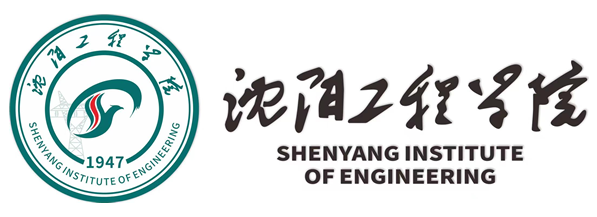 沈阳工程学院
1947
SHENYANG INSTITUTE OF ENGINEERING
沈阳工程学院
SHENYANG INSTITUTE
OF ENGINEERING